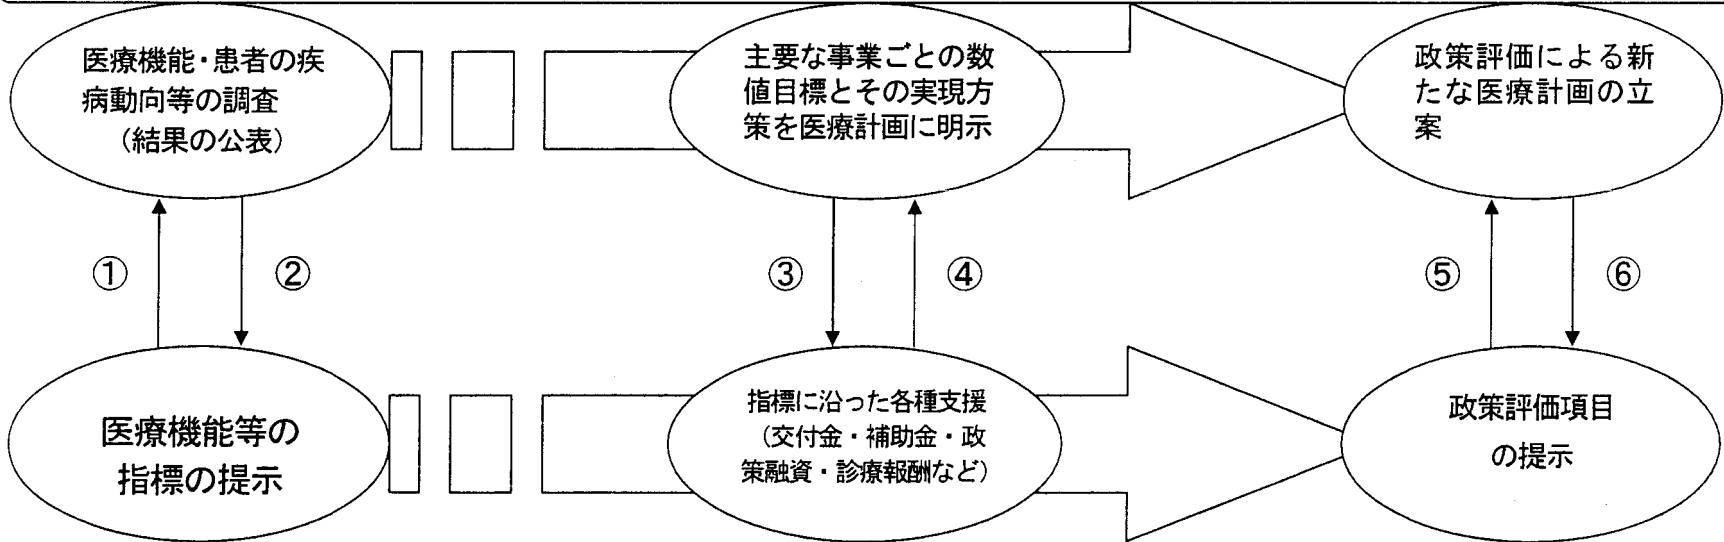 医療機能・患者の疾
病動向等の調査
(結果の公表)
主要な事業ごとの数
値目標とその実現方
策を医療計画に明示
政策評価による新
たな医療計画の立
案
①
②
③
④
⑤
⑥
医療機能等の
指標の提示
指標に沿った各種支援
(交付金・補助金・政
策融資・診療報酬など)
政策評価項目
の提示